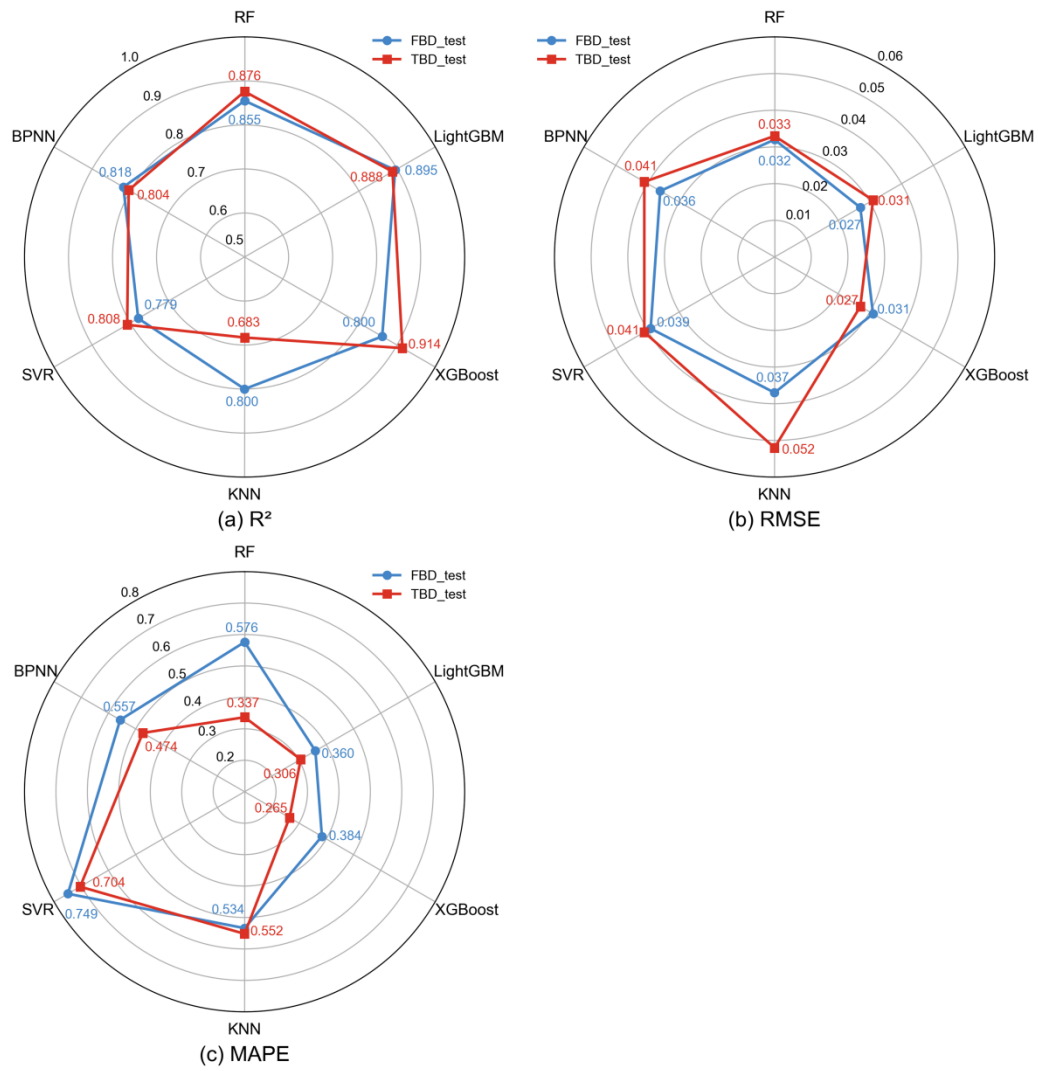 RF
FBD_test
TBD_test
1.0
0.9
0.8
0.7
0.6
0.5
0.876
0.855
LightGBM
0.895
0.888
BPNN
0.818
0.804
0.779
0.808
0.683
0.800
0.914
SVR
XGBoost
0.800
KNN
(a) R²
RF
FBD_test
TBD_test
0.06
0.05
0.04
0.03
0.02
0.01
0.033
0.032
LightGBM
0.031
0.027
BPNN
0.041
0.036
0.027
0.031
0.041
0.039
0.037
SVR
XGBoost
0.052
KNN
(b) RMSE
RF
FBD_test
TBD_test
0.8
0.7
0.6
0.5
0.4
0.3
0.2
0.576
LightGBM
BPNN
0.557
0.337
0.474
0.360
0.306
0.265
0.384
0.704
0.749
SVR
0.534
0.552
XGBoost
KNN
(c) MAPE